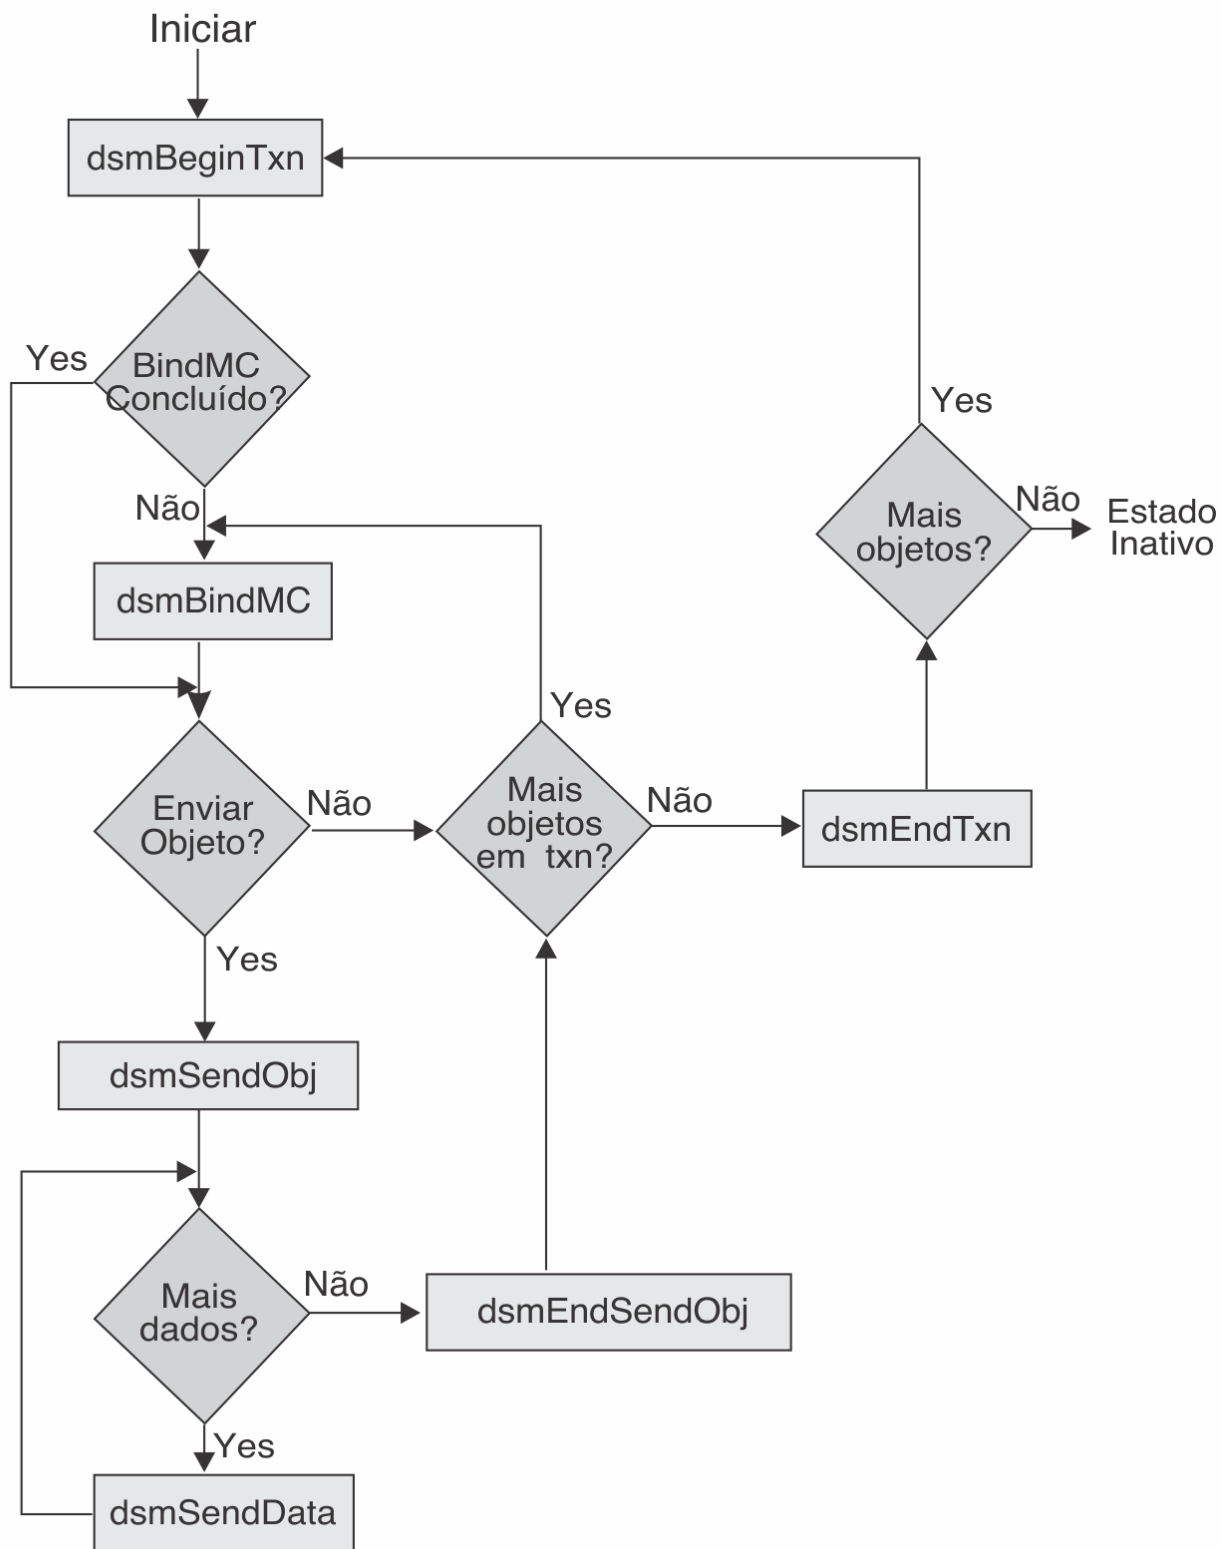 Iniciar
dsmBeginTxn
Yes
BindMC
Concluído?
Não
dsmBindMC
Enviar
Objeto?
Não
Yes
Mais
objetos
em txn?
Yes
Não
dsmEndTxn
Mais
objetos?
Yes
Não
Estado
Inativo
dsmSendObj
Mais
dados?
Não
dsmEndSendObj
Yes
dsmSendData